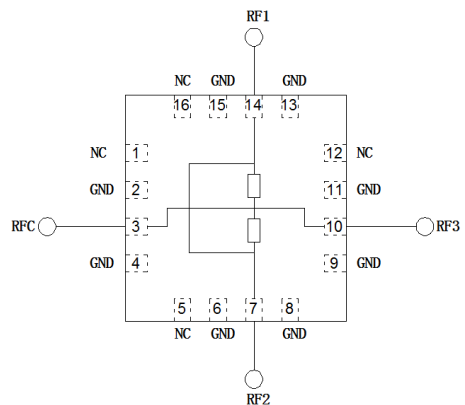 RF1
NC GND GND
16 15 14 13
NC 1 12 NC
GND 2 11 GND
RFC 3 10 RF3
GND 4 9 GND
5 6 7 8
NC GND GND
RF2